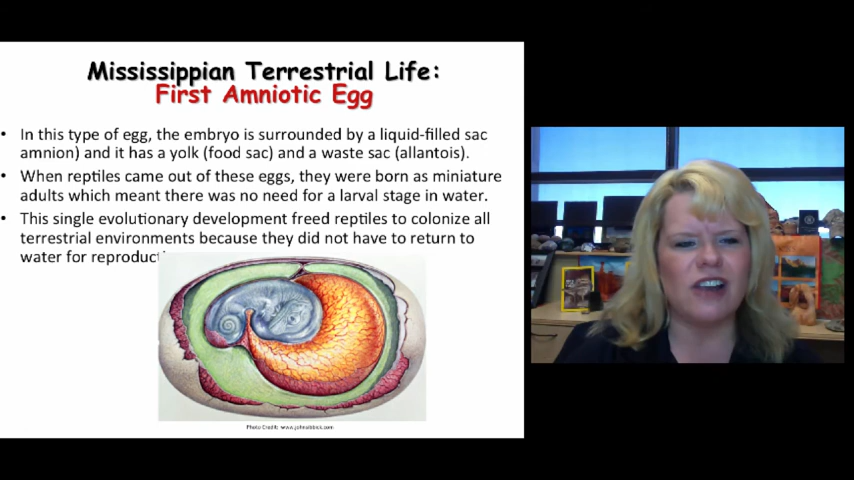 Mississippian Terrestrial Life:
First Amniotic Egg
• In this type of egg, the embryo is surrounded by a liquid-filled sac
amnion) and it has a yolk (food sac) and a waste sac (allantois).
• When reptiles came out of these eggs, they were born as miniature
adults which meant there was no need for a larval stage in water.
• This single evolutionary development freed reptiles to colonize all
terrestrial environments because they did not have to return to
water for reproduct
Photo Credit: www.johnsibbick.com